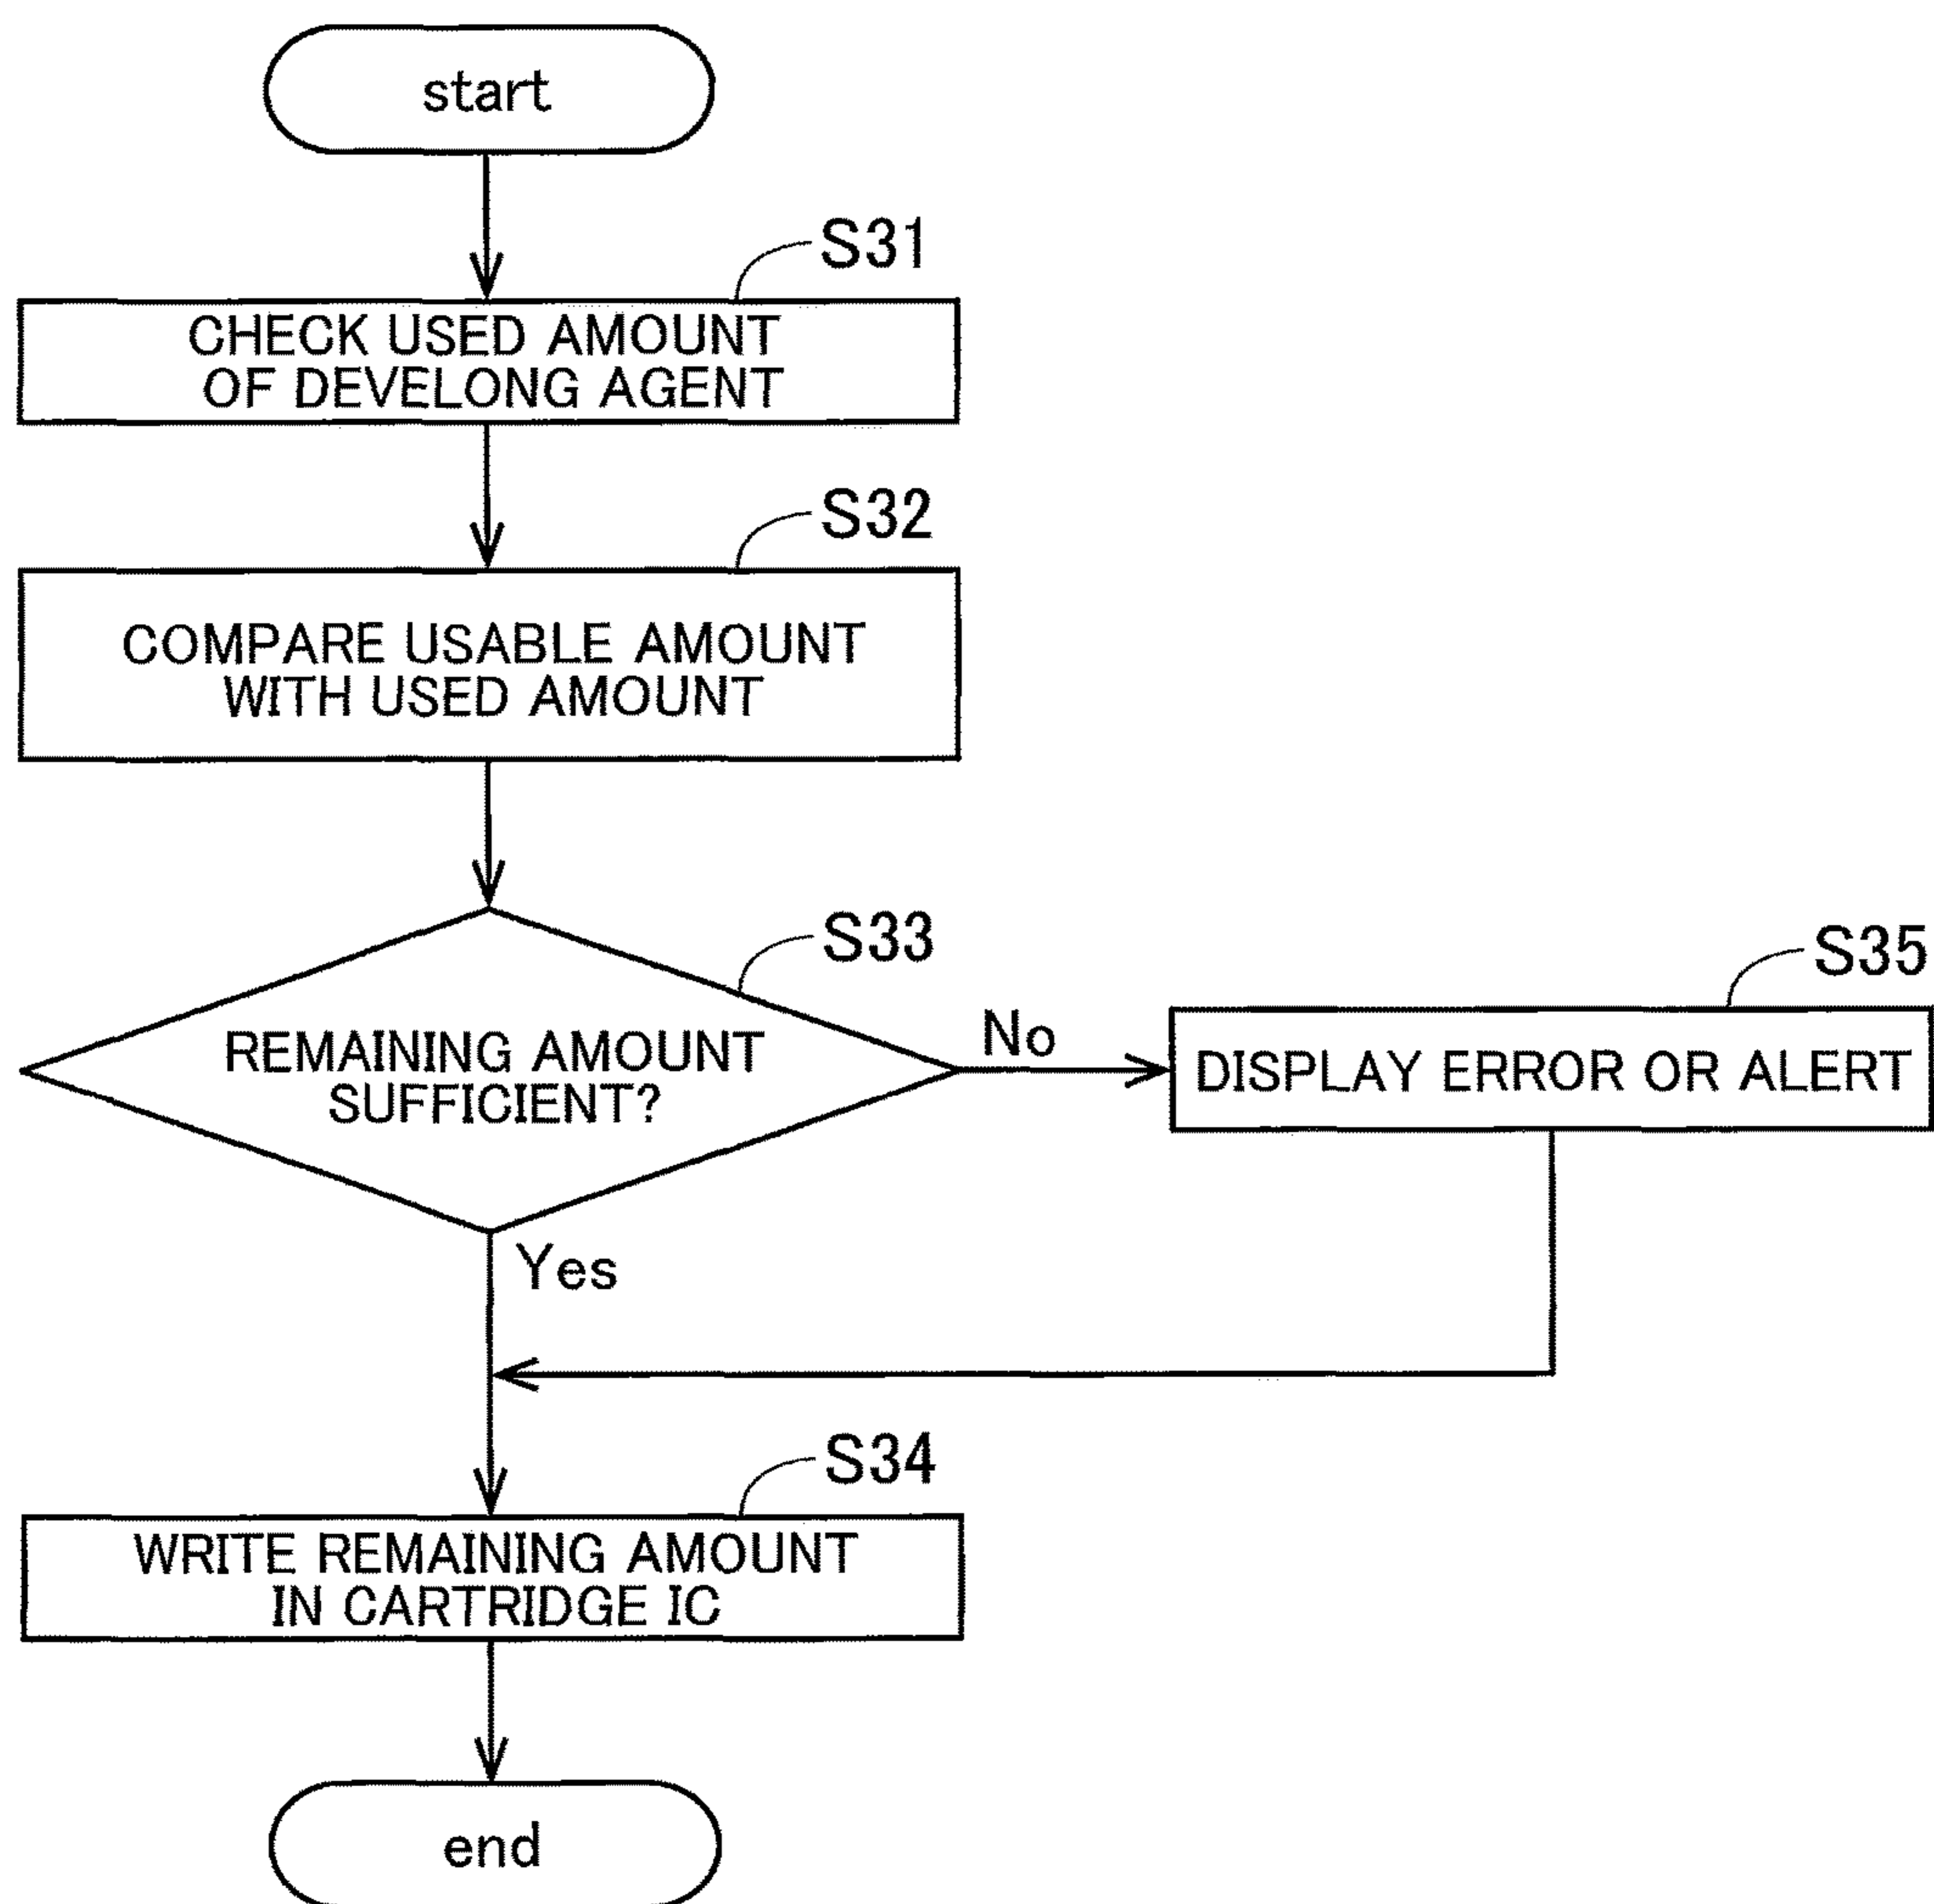 start
S31
CHECK USED AMOUNT
OF DEVELONG AGENT
S32
COMPARE USABLE AMOUNT
WITH USED AMOUNT
S33
REMAINING AMOUNT
SUFFICIENT?
No
S35
DISPLAY ERROR OR ALERT
Yes
S34
WRITE REMAINING AMOUNT
IN CARTRIDGE IC
end